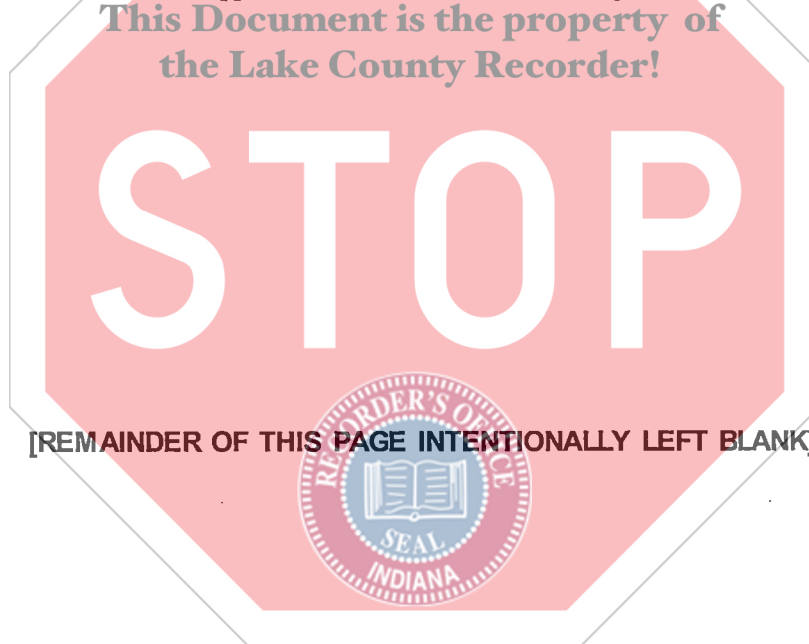 This Document is the property of
the Lake County Recorder!
STOP
[REMAINDER OF THIS PAGE INTENTIONALLY LEFT BLANK]
RECORDER'S OFFICE
SEAL
INDIANA